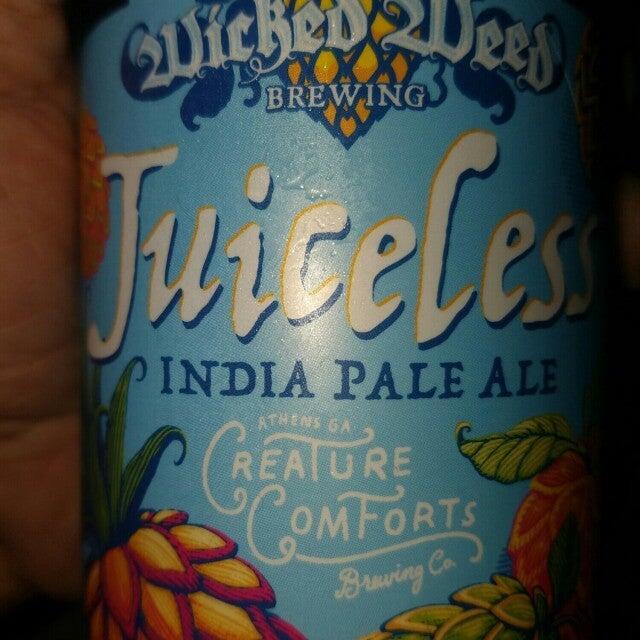 Wicked Weed
BREWING
Juiceless
INDIA PALE ALE
ATHENS GA
CREATURE
COMFORTS
Brewing Co.